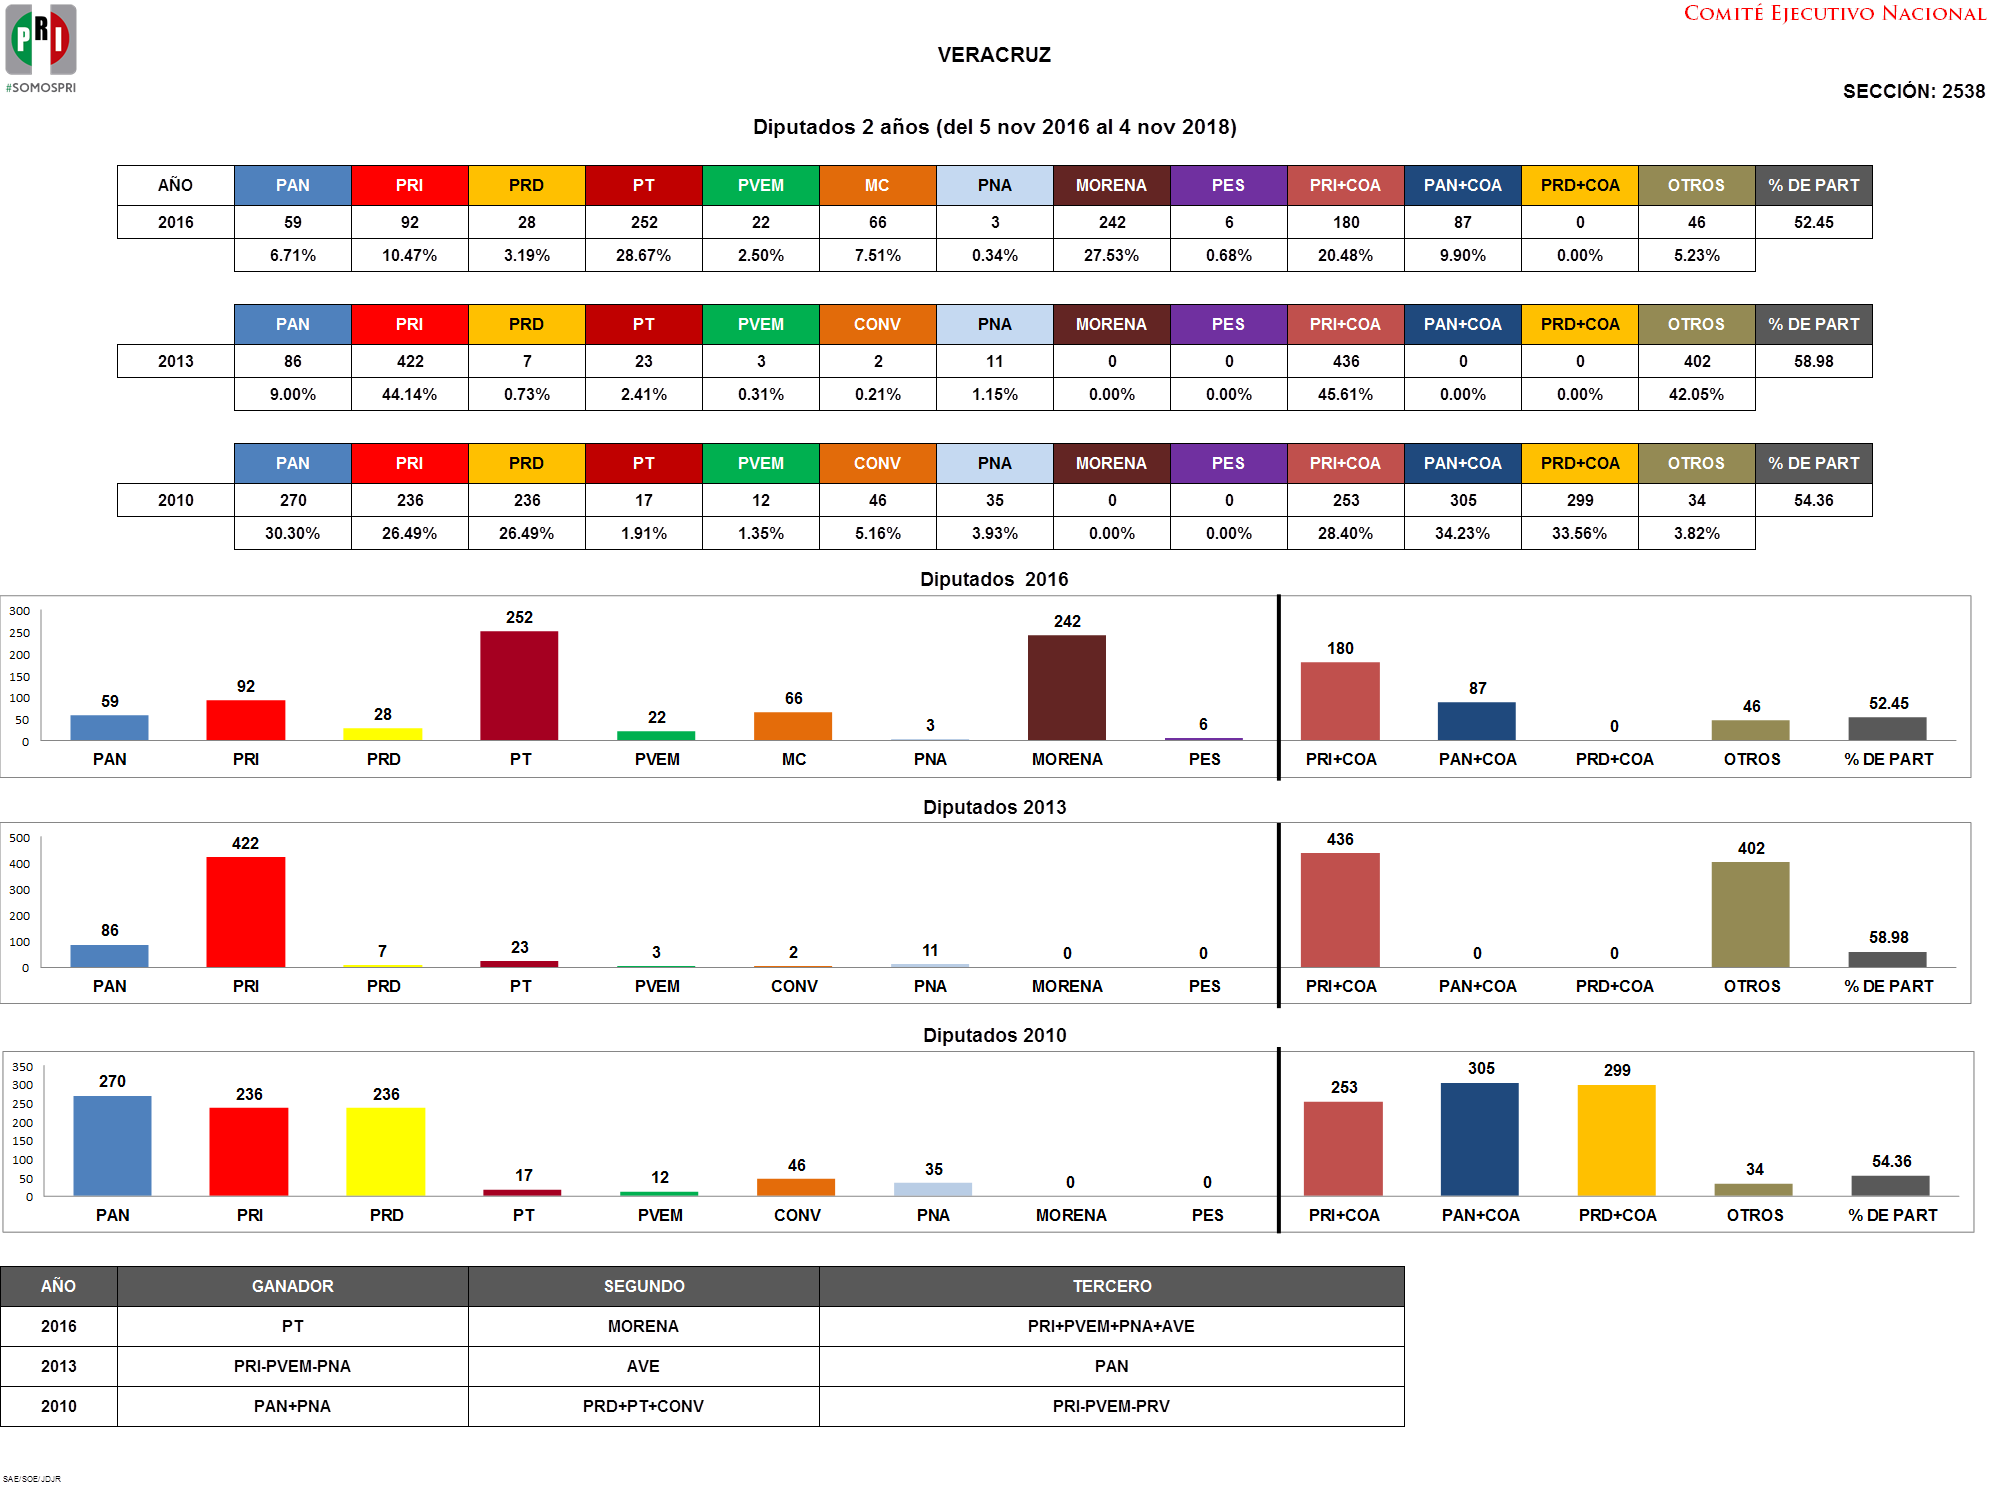 PRI
#SOMOSPRI
COMITÉ EJECUTIVO NACIONAL
VERACRUZ
SECCIÓN: 2538
Diputados 2 años (del 5 nov 2016 al 4 nov 2018)
AÑO PAN PRI PRD PT PVEM MC PNA MORENA PES PRI+COA PAN+COA PRD+COA OTROS % DE PART
2016 59 92 28 252 22 66 3 242 6 180 87 0 46 52.45
6.71% 10.47% 3.19% 28.67% 2.50% 7.51% 0.34% 27.53% 0.68% 20.48% 9.90% 0.00% 5.23%
PAN PRI PRD PT PVEM CONV PNA MORENA PES PRI+COA PAN+COA PRD+COA OTROS % DE PART
2013 86 422 7 23 3 2 11 0 0 436 0 0 402 58.98
9.00% 44.14% 0.73% 2.41% 0.31% 0.21% 1.15% 0.00% 0.00% 45.61% 0.00% 0.00% 42.05%
PAN PRI PRD PT PVEM CONV PNA MORENA PES PRI+COA PAN+COA PRD+COA OTROS % DE PART
2010 270 236 236 17 12 46 35 0 0 253 305 299 34 54.36
30.30% 26.49% 26.49% 1.91% 1.35% 5.16% 3.93% 0.00% 0.00% 28.40% 34.23% 33.56% 3.82%
Diputados 2016
300
250
200
150
100
50
0
59 92 28 252 22 66 3 242 6 180 87 0 46 52.45
PAN PRI PRD PT PVEM MC PNA MORENA PES PRI+COA PAN+COA PRD+COA OTROS % DE PART
Diputados 2013
500
400
300
200
100
0
86 422 7 23 3 2 11 0 0 436 0 0 402 58.98
PAN PRI PRD PT PVEM CONV PNA MORENA PES PRI+COA PAN+COA PRD+COA OTROS % DE PART
Diputados 2010
350
300
250
200
150
100
50
0
270 236 236 17 12 46 35 0 0 253 305 299 34 54.36
PAN PRI PRD PT PVEM CONV PNA MORENA PES PRI+COA PAN+COA PRD+COA OTROS % DE PART
AÑO GANADOR SEGUNDO TERCERO
2016 PT MORENA PRI+PVEM+PNA+AVE
2013 PRI-PVEM-PNA AVE PAN
2010 PAN+PNA PRD+PT+CONV PRI-PVEM-PRV
SAE/SOE/JDJR